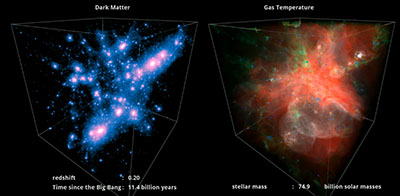 Dark Matter
Gas Temperature
redshift : 0.20
Time since the Big Bang : 11.4 billion years
stellar mass : 74.9 billion solar masses